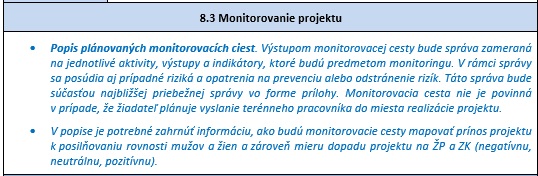 8.3 Monitorovanie projektu
• Popis plánovaných monitorovacích ciest. Výstupom monitorovacej cesty bude správa zameraná
na jednotlivé aktivity, výstupy a indikátory, ktoré budú predmetom monitoringu. V rámci správy
sa posúdia aj prípadné riziká a opatrenia na prevenciu alebo odstránenie rizík. Táto správa bude
súčasťou najbližšej priebežnej správy vo forme prílohy. Monitorovacia cesta nie je povinná
v prípade, že žiadateľ plánuje vyslanie terénneho pracovníka do miesta realizácie projektu.
• V popise je potrebné zahrnúť informáciu, ako budú monitorovacie cesty mapovať prínos projektu
k posilňovaniu rovnosti mužov a žien a zároveň mieru dopadu projektu na ŽP a ZK (negatívnu,
neutrálnu, pozitívnu).